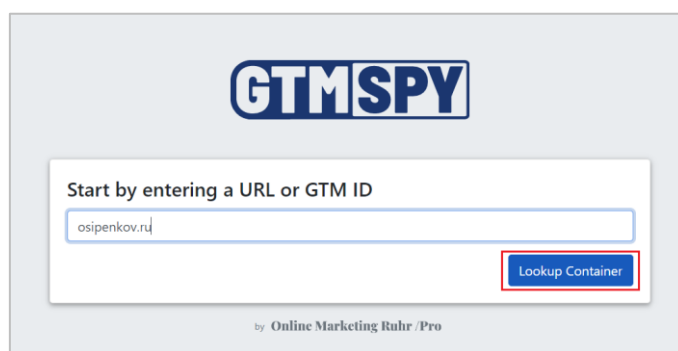 GTMSPY
Start by entering a URL or GTM ID
osipenkov.ru
Lookup Container
by Online Marketing Ruhr /Pro